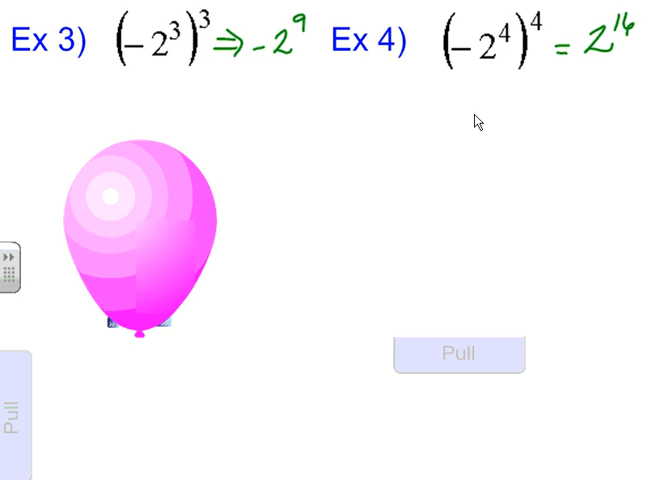 Ex 3) (-2³)³ ⇒ -2⁹ Ex 4) (-2⁴)⁴ = 2¹⁶
Pull
Pull